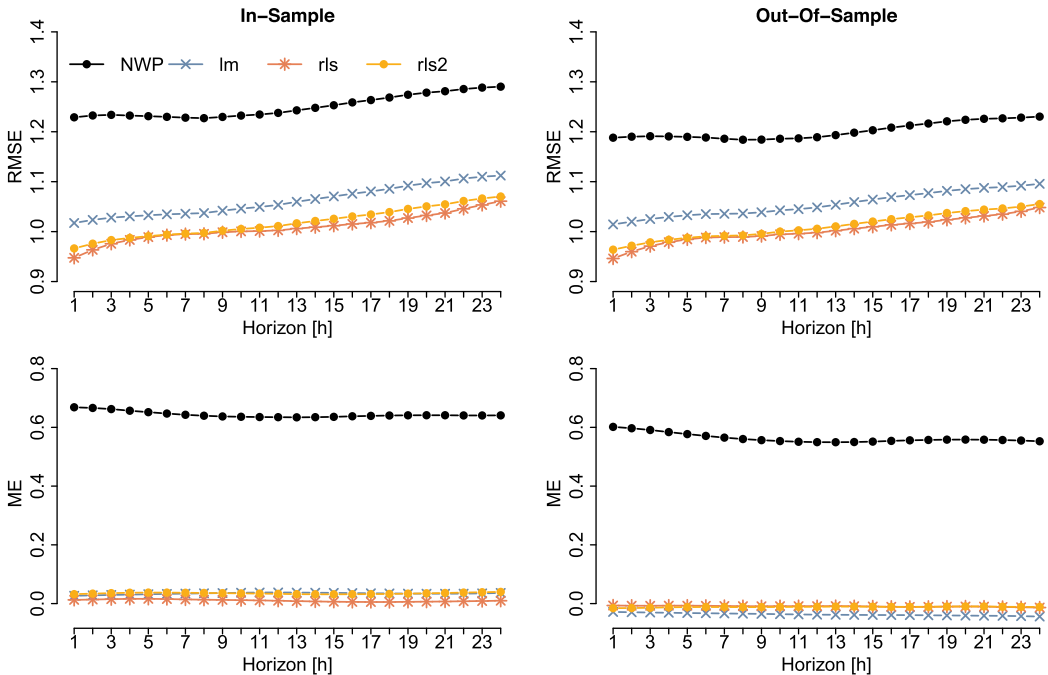 In-Sample
Out-Of-Sample
RMSE
0.9 1.0 1.1 1.2 1.3 1.4
NWP lm rls rls2
1 3 5 7 9 11 13 15 17 19 21 23
Horizon [h]
RMSE
0.9 1.0 1.1 1.2 1.3 1.4
1 3 5 7 9 11 13 15 17 19 21 23
Horizon [h]
ME
0.0 0.2 0.4 0.6 0.8
1 3 5 7 9 11 13 15 17 19 21 23
Horizon [h]
ME
0.0 0.2 0.4 0.6 0.8
1 3 5 7 9 11 13 15 17 19 21 23
Horizon [h]